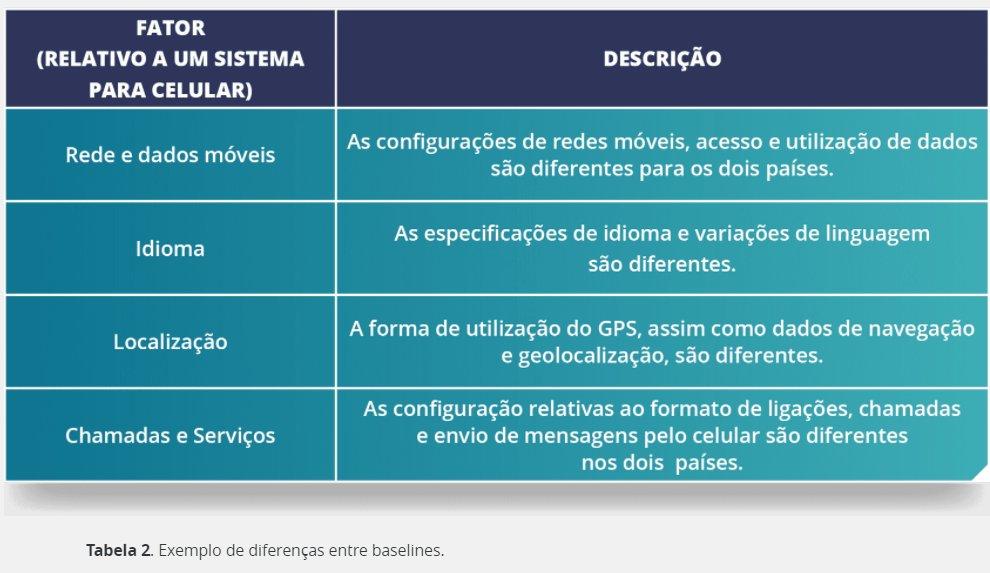 FATOR
(RELATIVO A UM SISTEMA
PARA CELULAR)
DESCRIÇÃO
Rede e dados móveis
As configurações de redes móveis, acesso e utilização de dados
são diferentes para os dois países.
Idioma
As especificações de idioma e variações de linguagem
são diferentes.
Localização
A forma de utilização do GPS, assim como dados de navegação
e geolocalização, são diferentes.
Chamadas e Serviços
As configuração relativas ao formato de ligações, chamadas
e envio de mensagens pelo celular são diferentes
nos dois países.
Tabela 2. Exemplo de diferenças entre baselines.